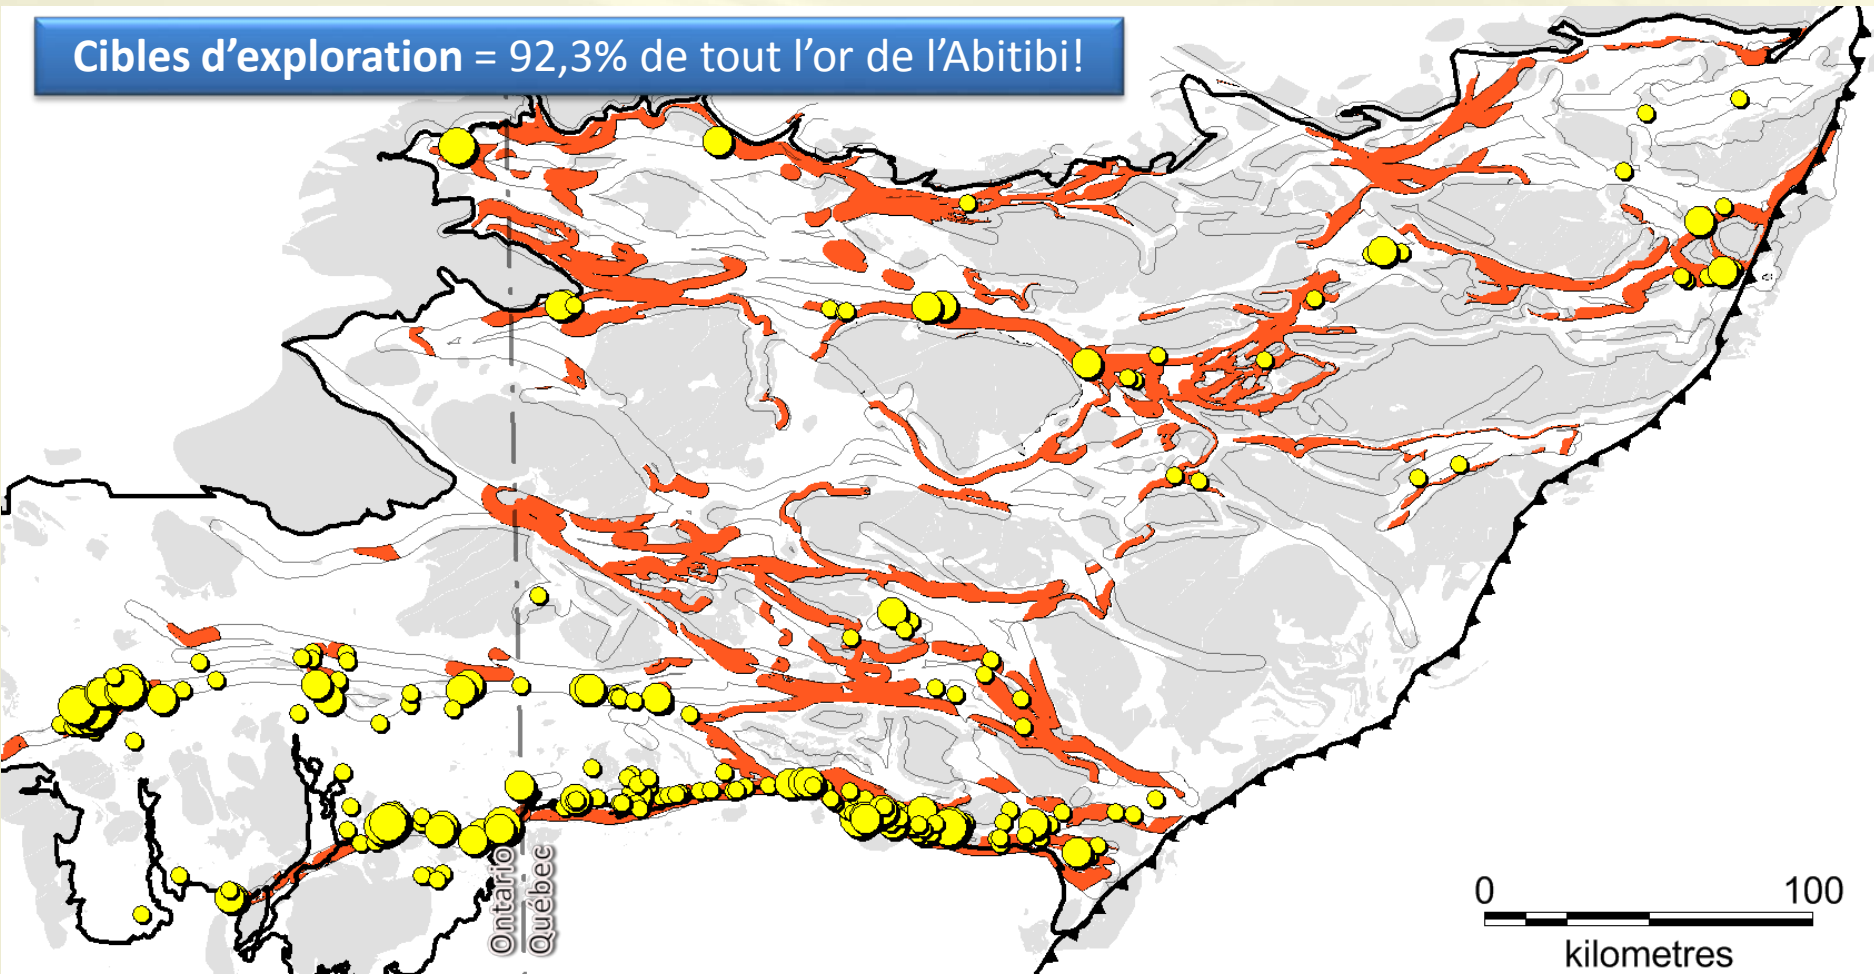 Cibles d’exploration = 92,3% de tout l’or de l’Abitibi!
Ontario
Québec
0 100
kilometres